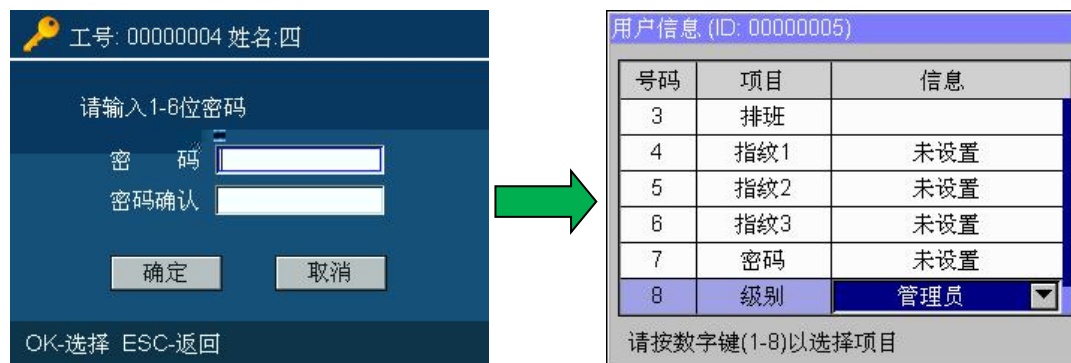 工号: 00000004 姓名:四
请输入1-6位密码
密 码
密码确认
确定 取消
OK-选择 ESC-返回
用户信息 (ID: 00000005)
号码 项目 信息
3 排班
4 指纹1 未设置
5 指纹2 未设置
6 指纹3 未设置
7 密码 未设置
8 级别 管理员
请按数字键(1-8)以选择项目